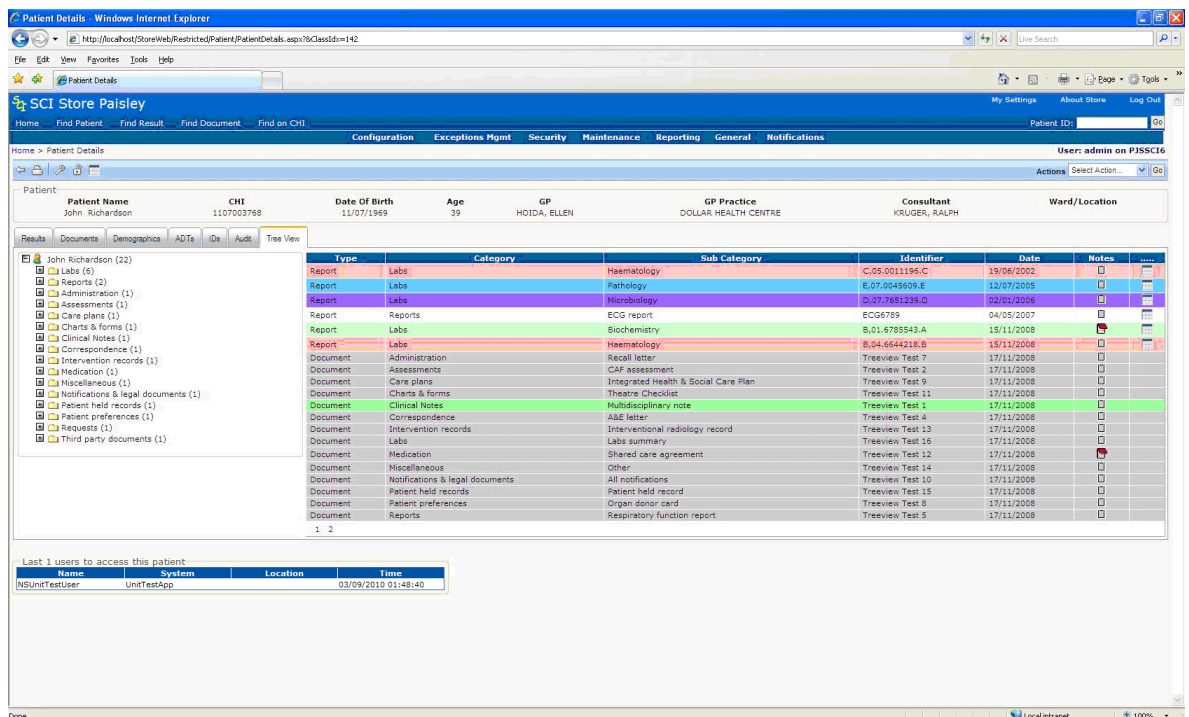 Patient Details - Windows Internet Explorer
http://localhost/StoreWeb/Restricted/Patient/PatientDetails.aspx?&ClassIdx=142
Live Search
File Edit View Favorites Tools Help
Patient Details
Page Tools
SCI Store Paisley
My Settings About Store Log Out
Home Find Patient Find Result Find Document Find on CHI
Patient ID: Go
Configuration Exceptions Mgmt Security Maintenance Reporting General Notifications
Home > Patient Details
User: admin on PJSSCI6
Actions Select Action... Go
Patient
Patient Name CHI Date Of Birth Age GP GP Practice Consultant Ward/Location
John Richardson 1107003768 11/07/1969 39 HOIDA, ELLEN DOLLAR HEALTH CENTRE KRUGER, RALPH
Results Documents Demographics ADTs IDs Audit Tree View
John Richardson (22)
Labs (6)
Reports (2)
Administration (1)
Assessments (1)
Care plans (1)
Charts & forms (1)
Clinical Notes (1)
Correspondence (1)
Intervention records (1)
Medication (1)
Miscellaneous (1)
Notifications & legal documents (1)
Patient held records (1)
Patient preferences (1)
Requests (1)
Third party documents (1)
Type Category Sub Category Identifier Date Notes .....
Report Labs Haematology C,05.0011196.C 19/06/2002
Report Labs Pathology E,07.0045609.E 12/07/2005
Report Labs Microbiology D,07.7651239.D 02/01/2006
Report Reports ECG report ECG6789 04/05/2007
Report Labs Biochemistry B,01.6785543.A 15/11/2008
Report Labs Haematology B,04.6644218.B 15/11/2008
Document Administration Recall letter Treeview Test 7 17/11/2008
Document Assessments CAF assessment Treeview Test 2 17/11/2008
Document Care plans Integrated Health & Social Care Plan Treeview Test 9 17/11/2008
Document Charts & forms Theatre Checklist Treeview Test 11 17/11/2008
Document Clinical Notes Multidisciplinary note Treeview Test 1 17/11/2008
Document Correspondence A&E letter Treeview Test 4 17/11/2008
Document Intervention records Interventional radiology record Treeview Test 13 17/11/2008
Document Labs Labs summary Treeview Test 16 17/11/2008
Document Medication Shared care agreement Treeview Test 12 17/11/2008
Document Miscellaneous Other Treeview Test 14 17/11/2008
Document Notifications & legal documents All notifications Treeview Test 10 17/11/2008
Document Patient held records Patient held record Treeview Test 15 17/11/2008
Document Patient preferences Organ donor card Treeview Test 8 17/11/2008
Document Reports Respiratory function report Treeview Test 5 17/11/2008
1 2
Last 1 users to access this patient
Name System Location Time
NSUnitTestUser UnitTestApp 03/09/2010 01:48:40
Done
Local intranet 100%